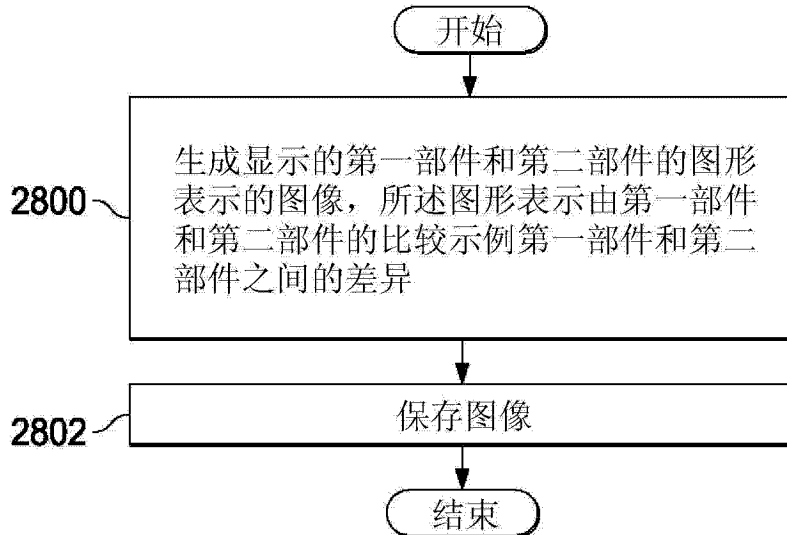 开始
2800
生成显示的第一部件和第二部件的图形
表示的图像，所述图形表示由第一部件
和第二部件的比较示例第一部件和第二
部件之间的差异
2802
保存图像
结束